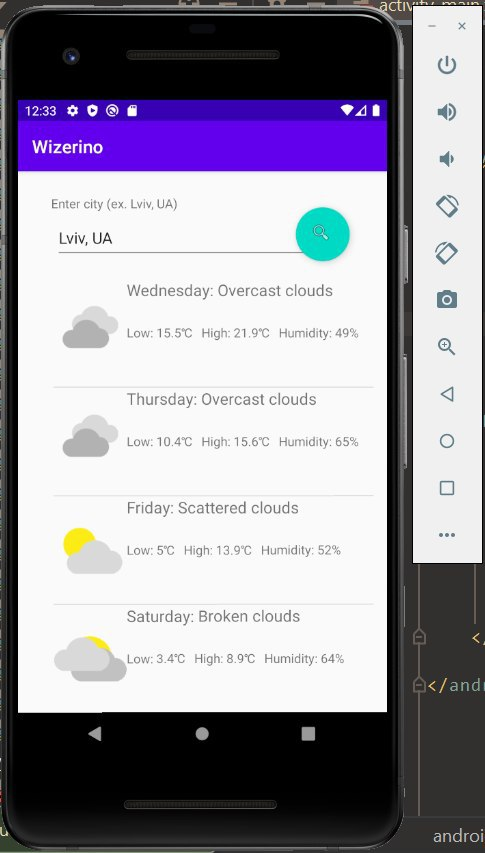 activity_main
12:33
Wizerino
Enter city (ex. Lviv, UA)
Lviv, UA
Wednesday: Overcast clouds
Low: 15.5℃ High: 21.9℃ Humidity: 49%
Thursday: Overcast clouds
Low: 10.4℃ High: 15.6℃ Humidity: 65%
Friday: Scattered clouds
Low: 5℃ High: 13.9℃ Humidity: 52%
Saturday: Broken clouds
Low: 3.4℃ High: 8.9℃ Humidity: 64%
</
</andr
androi